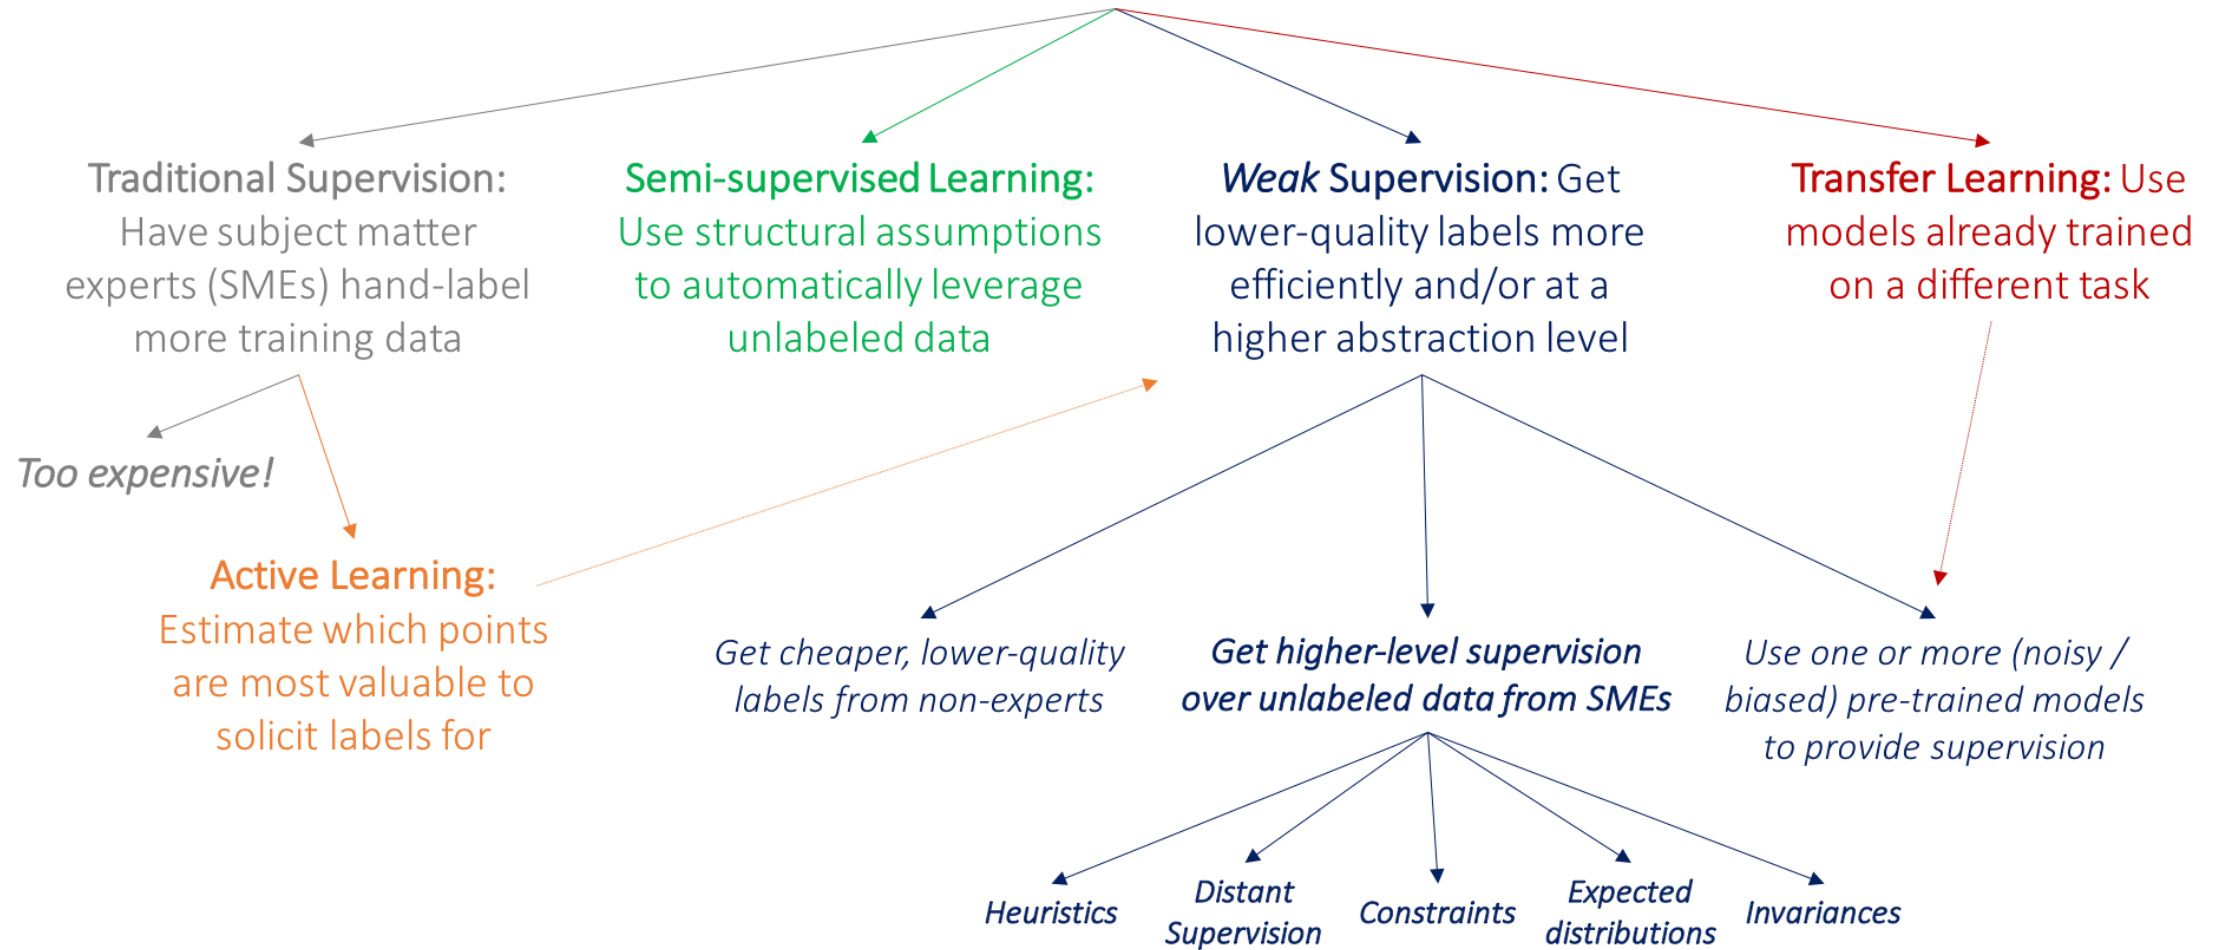 Traditional Supervision:
Have subject matter
experts (SMEs) hand-label
more training data
Semi-supervised Learning:
Use structural assumptions
to automatically leverage
unlabeled data
Weak Supervision: Get
lower-quality labels more
efficiently and/or at a
higher abstraction level
Transfer Learning: Use
models already trained
on a different task
Too expensive!
Active Learning:
Estimate which points
are most valuable to
solicit labels for
Get cheaper, lower-quality
labels from non-experts
Get higher-level supervision
over unlabeled data from SMEs
Use one or more (noisy /
biased) pre-trained models
to provide supervision
Heuristics
Distant
Supervision
Constraints
Expected
distributions
Invariances